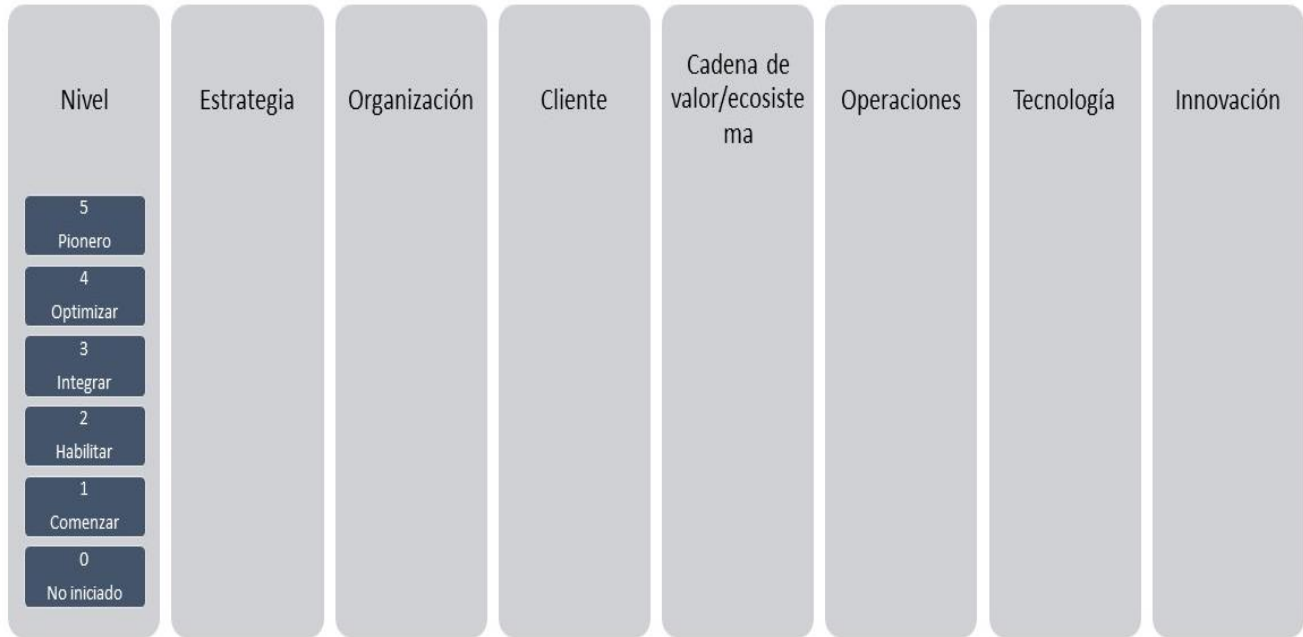 Nivel
Estrategia
Organización
Cliente
Cadena de
valor/ecosiste
ma
Operaciones
Tecnología
Innovación
5
Pionero
4
Optimizar
3
Integrar
2
Habilitar
1
Comenzar
0
No iniciado